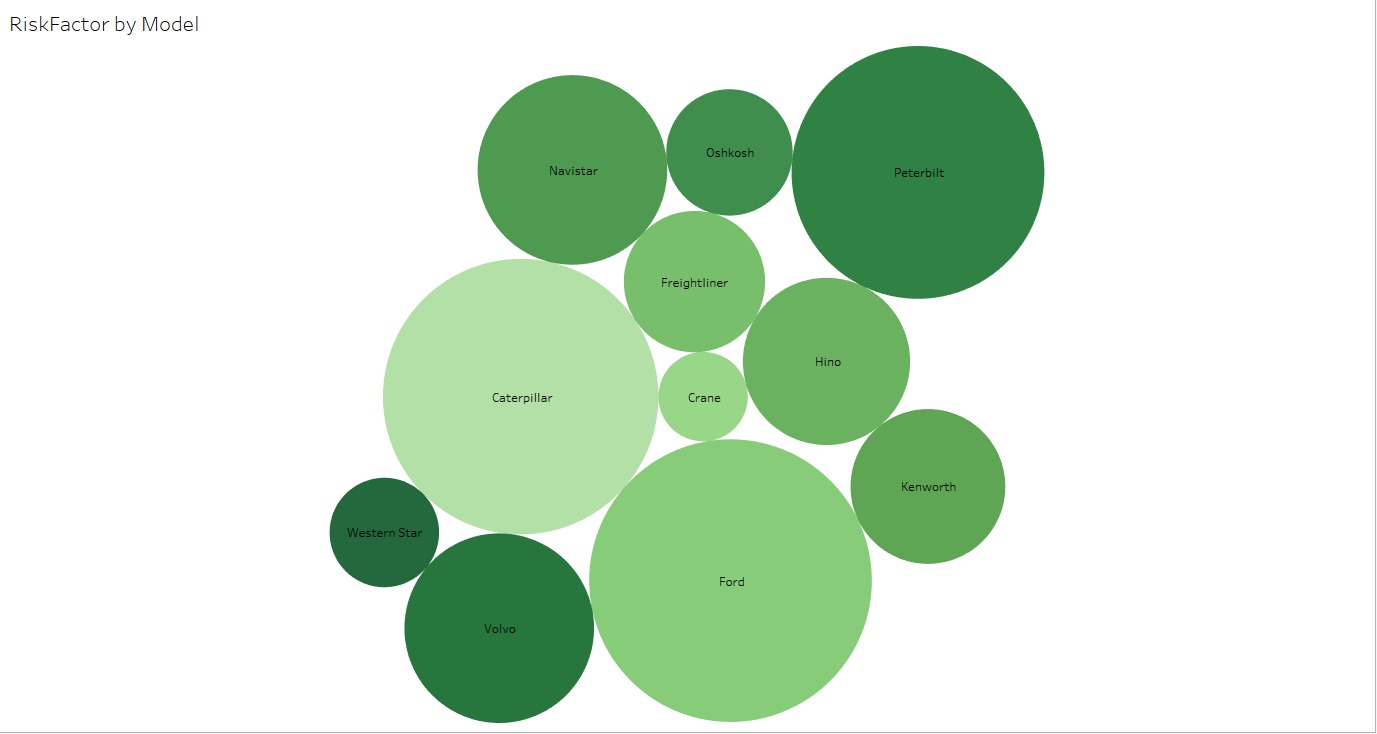 RiskFactor by Model
Navistar
Oshkosh
Peterbilt
Freightliner
Hino
Caterpillar
Crane
Kenworth
Western Star
Ford
Volvo